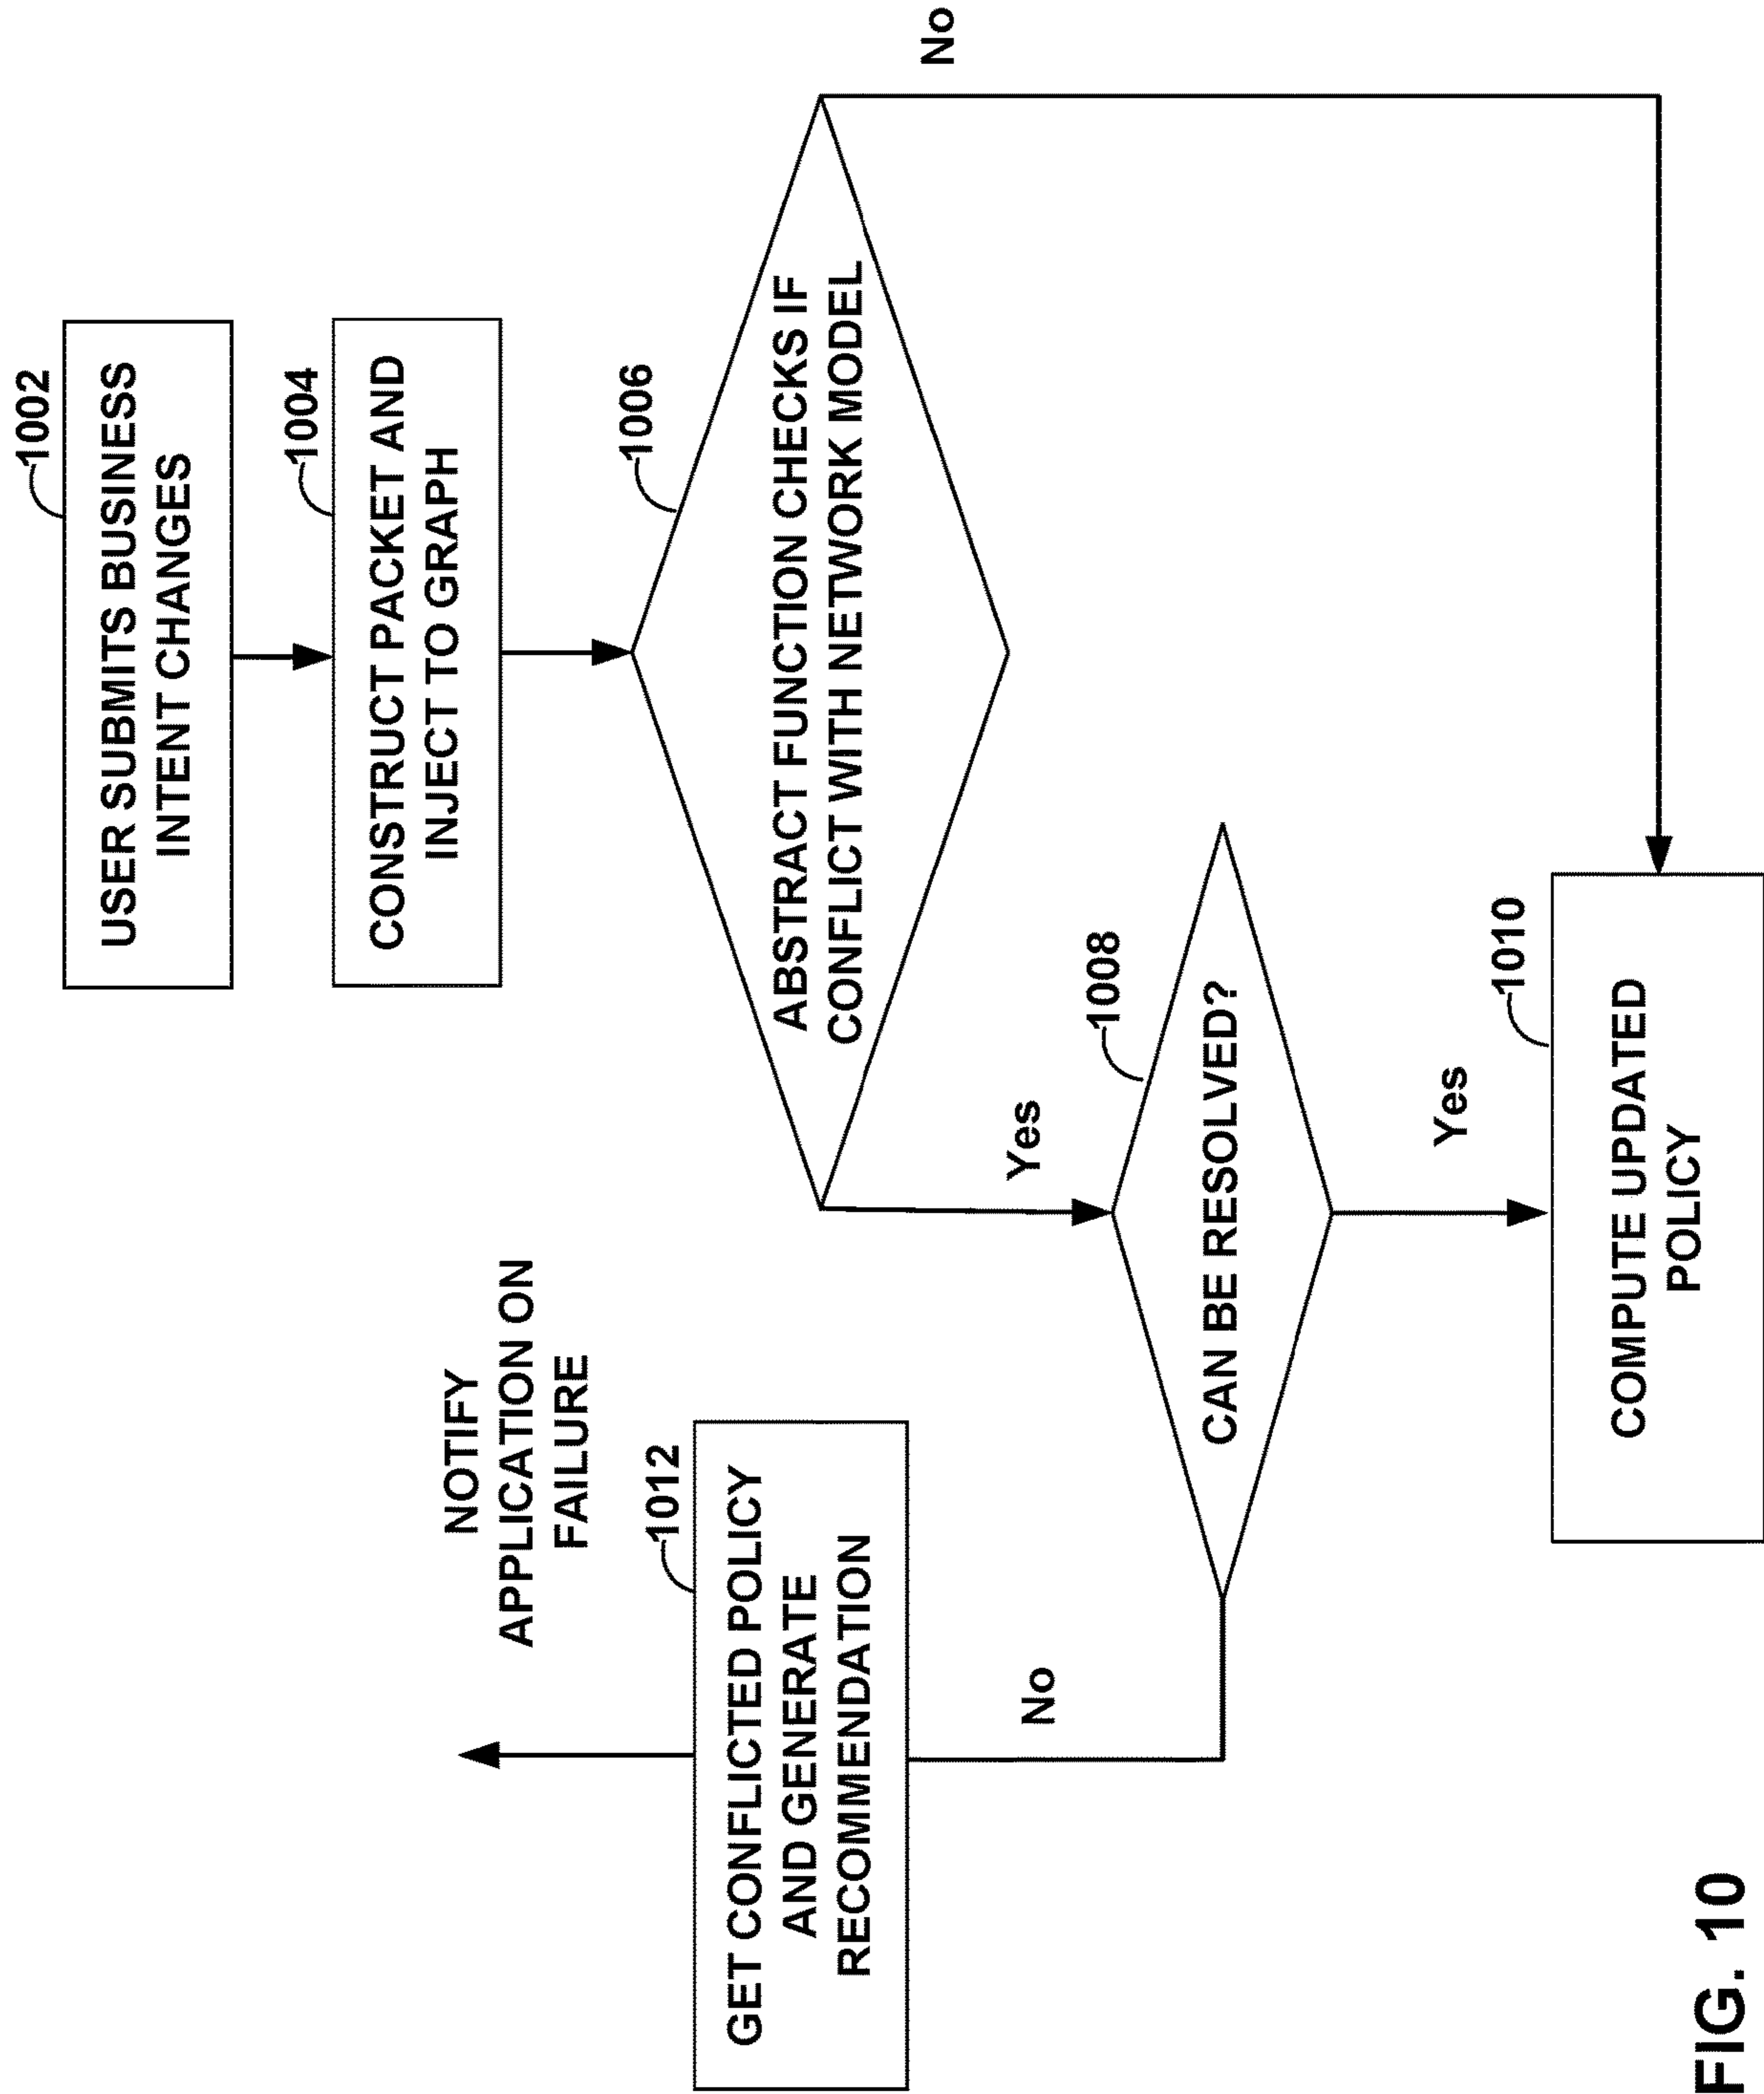 1002
USER SUBMITS BUSINESS
INTENT CHANGES
1004
CONSTRUCT PACKET AND
INJECT TO GRAPH
1006
ABSTRACT FUNCTION CHECKS IF
CONFLICT WITH NETWORK MODEL
No
Yes
1008
CAN BE RESOLVED?
Yes
1010
COMPUTE UPDATED
POLICY
No
1012
GET CONFLICTED POLICY
AND GENERATE
RECOMMENDATION
NOTIFY
APPLICATION ON
FAILURE
FIG. 10